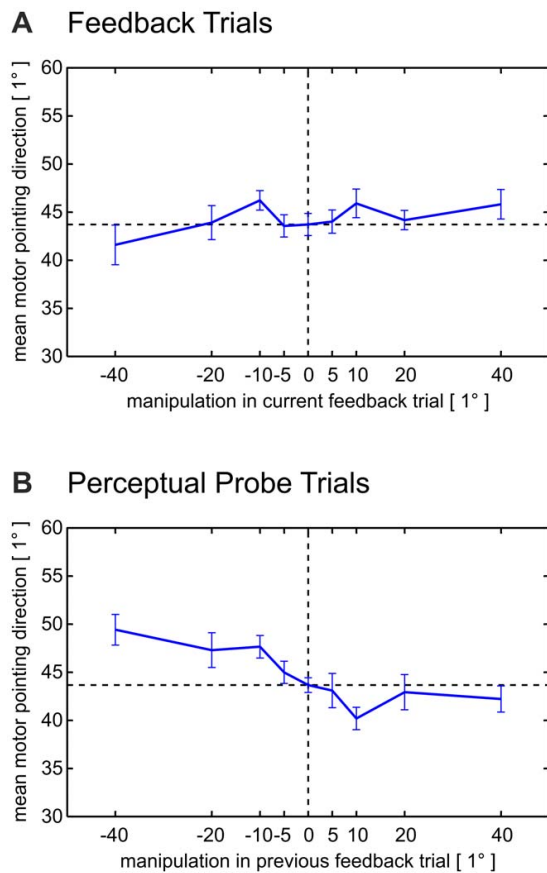 A Feedback Trials
mean motor pointing direction [ 1° ]
60
55
50
45
40
35
30
-40 -20 -10 -5 0 5 10 20 40
manipulation in current feedback trial [ 1° ]
B Perceptual Probe Trials
mean motor pointing direction [ 1° ]
60
55
50
45
40
35
30
-40 -20 -10 -5 0 5 10 20 40
manipulation in previous feedback trial [ 1° ]